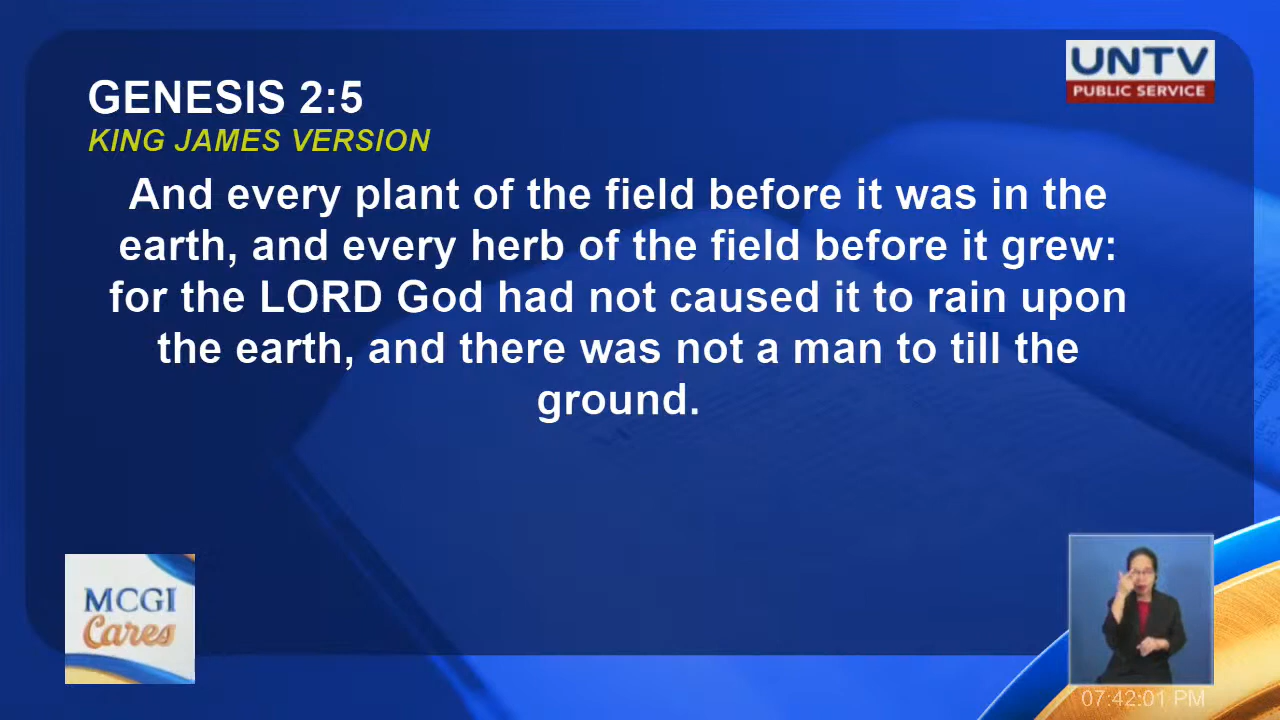 UNTV
PUBLIC SERVICE
GENESIS 2:5
KING JAMES VERSION
And every plant of the field before it was in the
earth, and every herb of the field before it grew:
for the LORD God had not caused it to rain upon
the earth, and there was not a man to till the
ground.
MCGI
Cares
07:42:01 PM